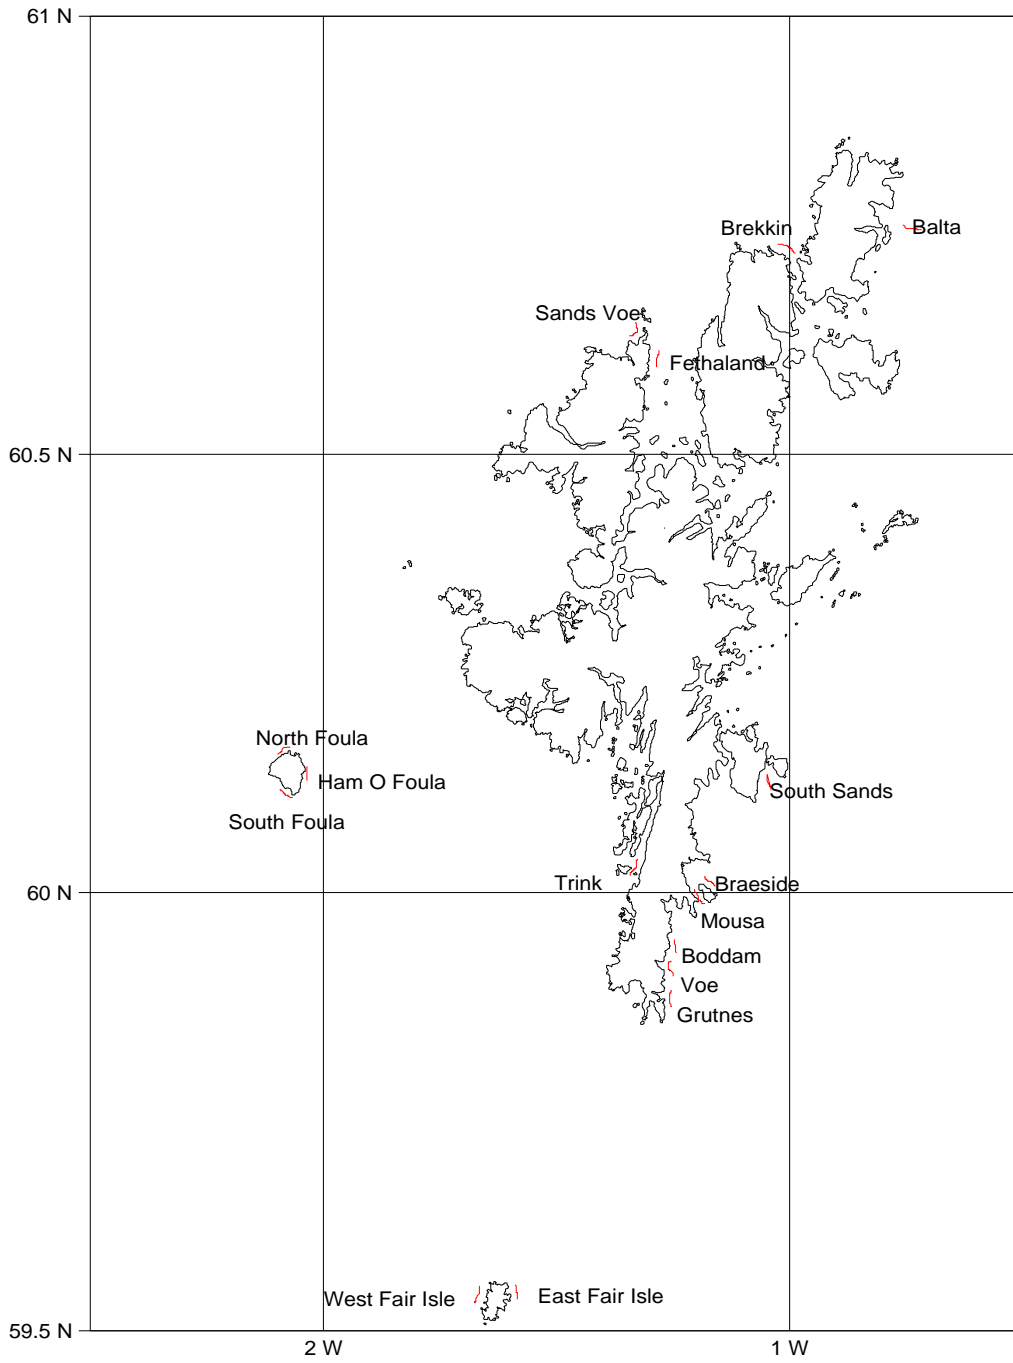 61 N
Brekkin
Balta
Sands Voe
Fethaland
60.5 N
North Foula
Ham O Foula
South Sands
South Foula
Trink
Braeside
60 N
Mousa
Boddam
Voe
Grutnes
West Fair Isle
East Fair Isle
59.5 N
2 W
1 W